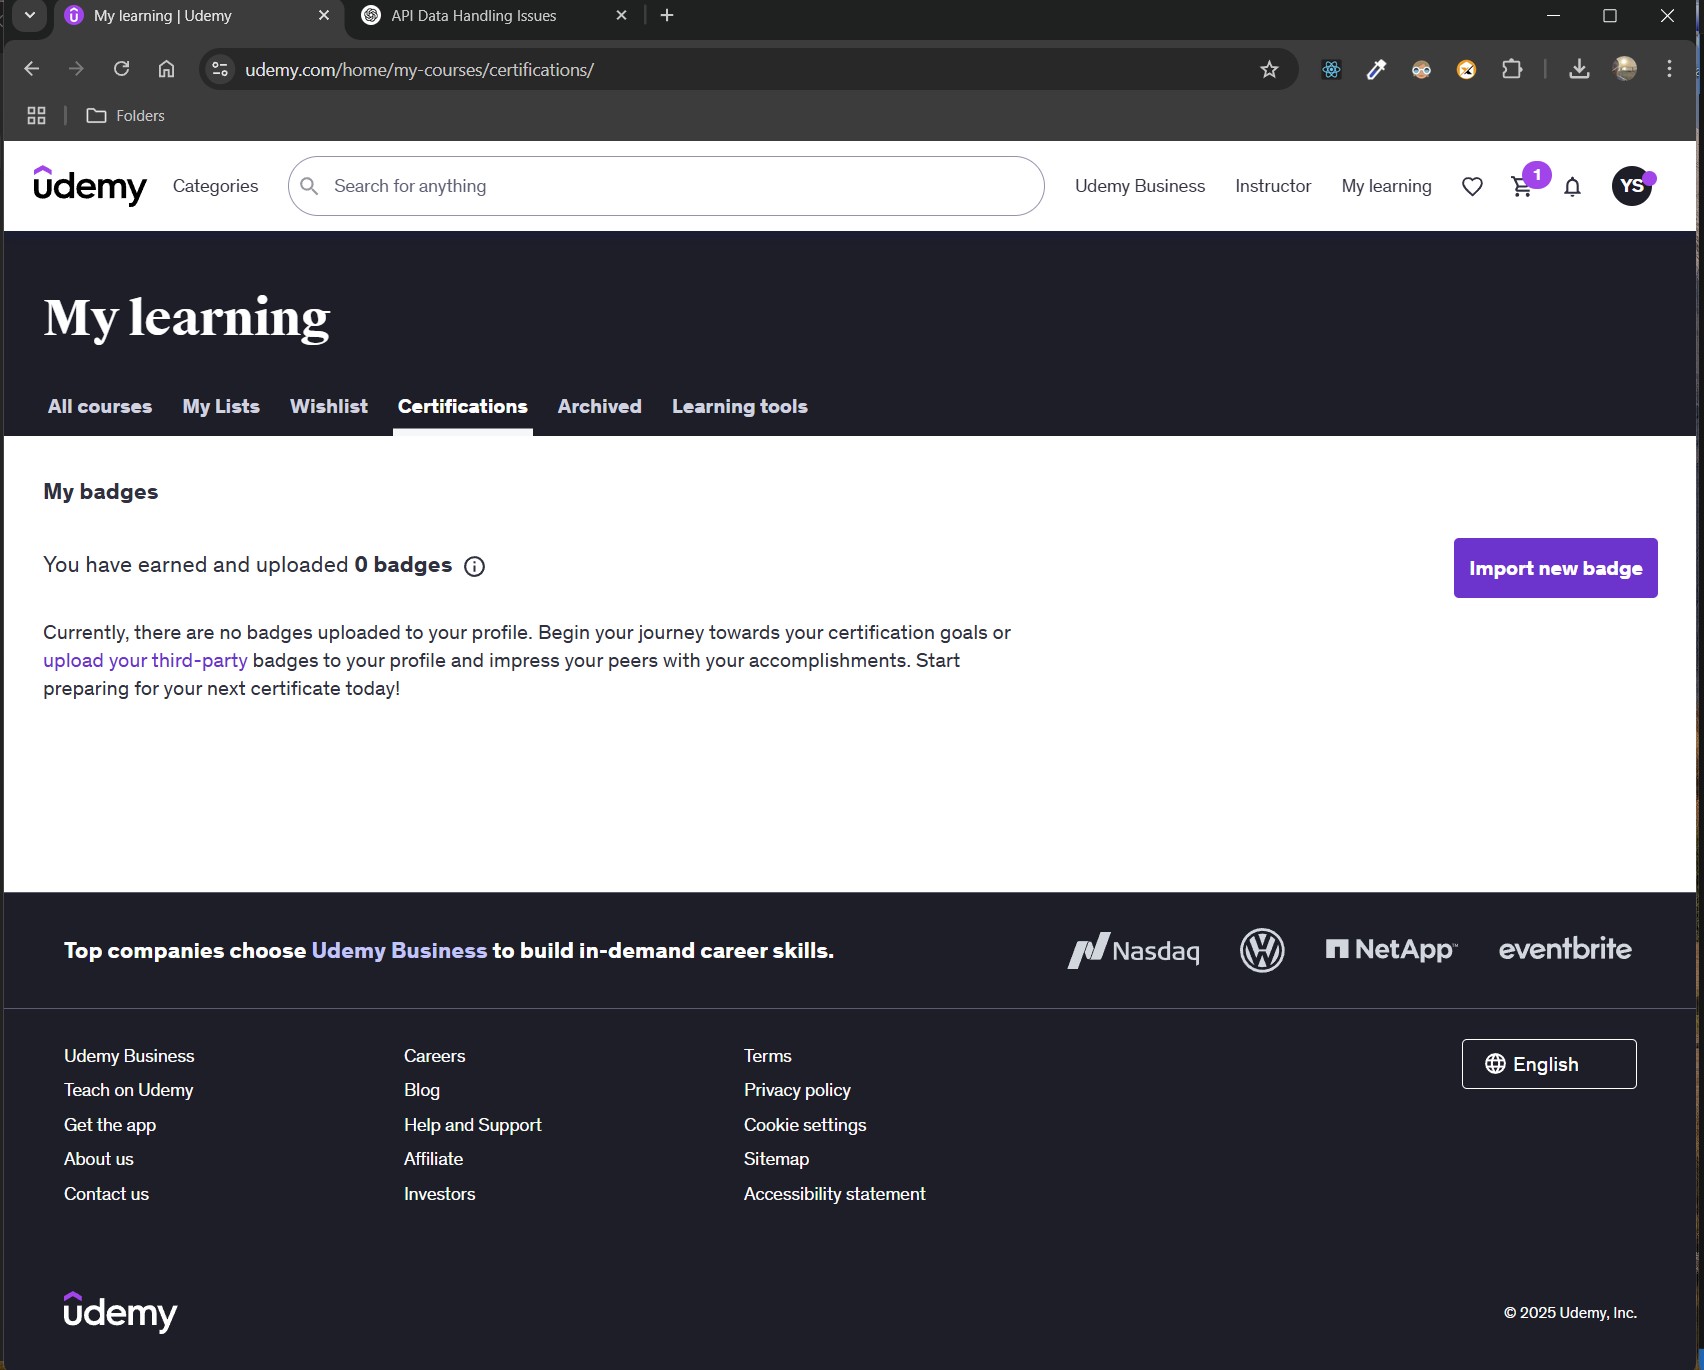 My learning | Udemy
API Data Handling Issues
udemy.com/home/my-courses/certifications/
Folders
udemy
Categories
Search for anything
Udemy Business
Instructor
My learning
1
YS
My learning
All courses
My Lists
Wishlist
Certifications
Archived
Learning tools
My badges
You have earned and uploaded 0 badges
Import new badge
Currently, there are no badges uploaded to your profile. Begin your journey towards your certification goals or
upload your third-party badges to your profile and impress your peers with your accomplishments. Start
preparing for your next certificate today!
Top companies choose Udemy Business to build in-demand career skills.
Nasdaq
NetApp
eventbrite
Udemy Business
Teach on Udemy
Get the app
About us
Contact us
Careers
Blog
Help and Support
Affiliate
Investors
Terms
Privacy policy
Cookie settings
Sitemap
Accessibility statement
English
udemy
© 2025 Udemy, Inc.